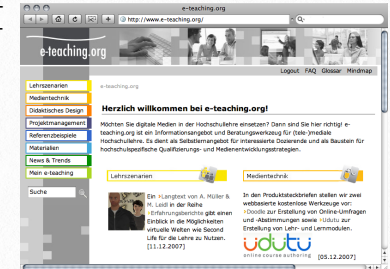 e-teaching.org
http://www.e-teaching.org/
Q-
e-teaching.org
Logout FAQ Glossar Mindmap
Lehrszenarien
Medientechnik
Didaktisches Design
Projektmanagement
Referenzbeispiele
Materialien
News & Trends
Mein e-teaching
Suche
e-teaching.org
Herzlich willkommen bei e-teaching.org!
Möchten Sie digitale Medien in der Hochschullehre einsetzen? Dann sind Sie hier richtig! e-
teaching.org ist ein Informationsangebot und Beratungswerkzeug für (tele-)mediale
Hochschullehre. Es dient als Selbstlernangebot für interessierte Dozierende und als Baustein für
hochschulspezifische Qualifizierungs- und Medienentwicklungsstrategien.
Lehrszenarien
Ein Langtext von A. Müller &
M. Leidl in der Reihe
Erfahrungsberichte gibt einen
Einblick in die Möglichkeiten
virtuelle Welten wie Second
Life für die Lehre zu Nutzen.
[11.12.2007]
Medientechnik
In den Produktsteckbriefen stellen wir zwei
webbasierte kostenlose Werkzeuge vor:
Doodle zur Erstellung von Online-Umfragen
und -Abstimmungen sowie Udutu zur
Erstellung von Lehr- und Lernmodulen.
udutu
online course authoring [05.12.2007]